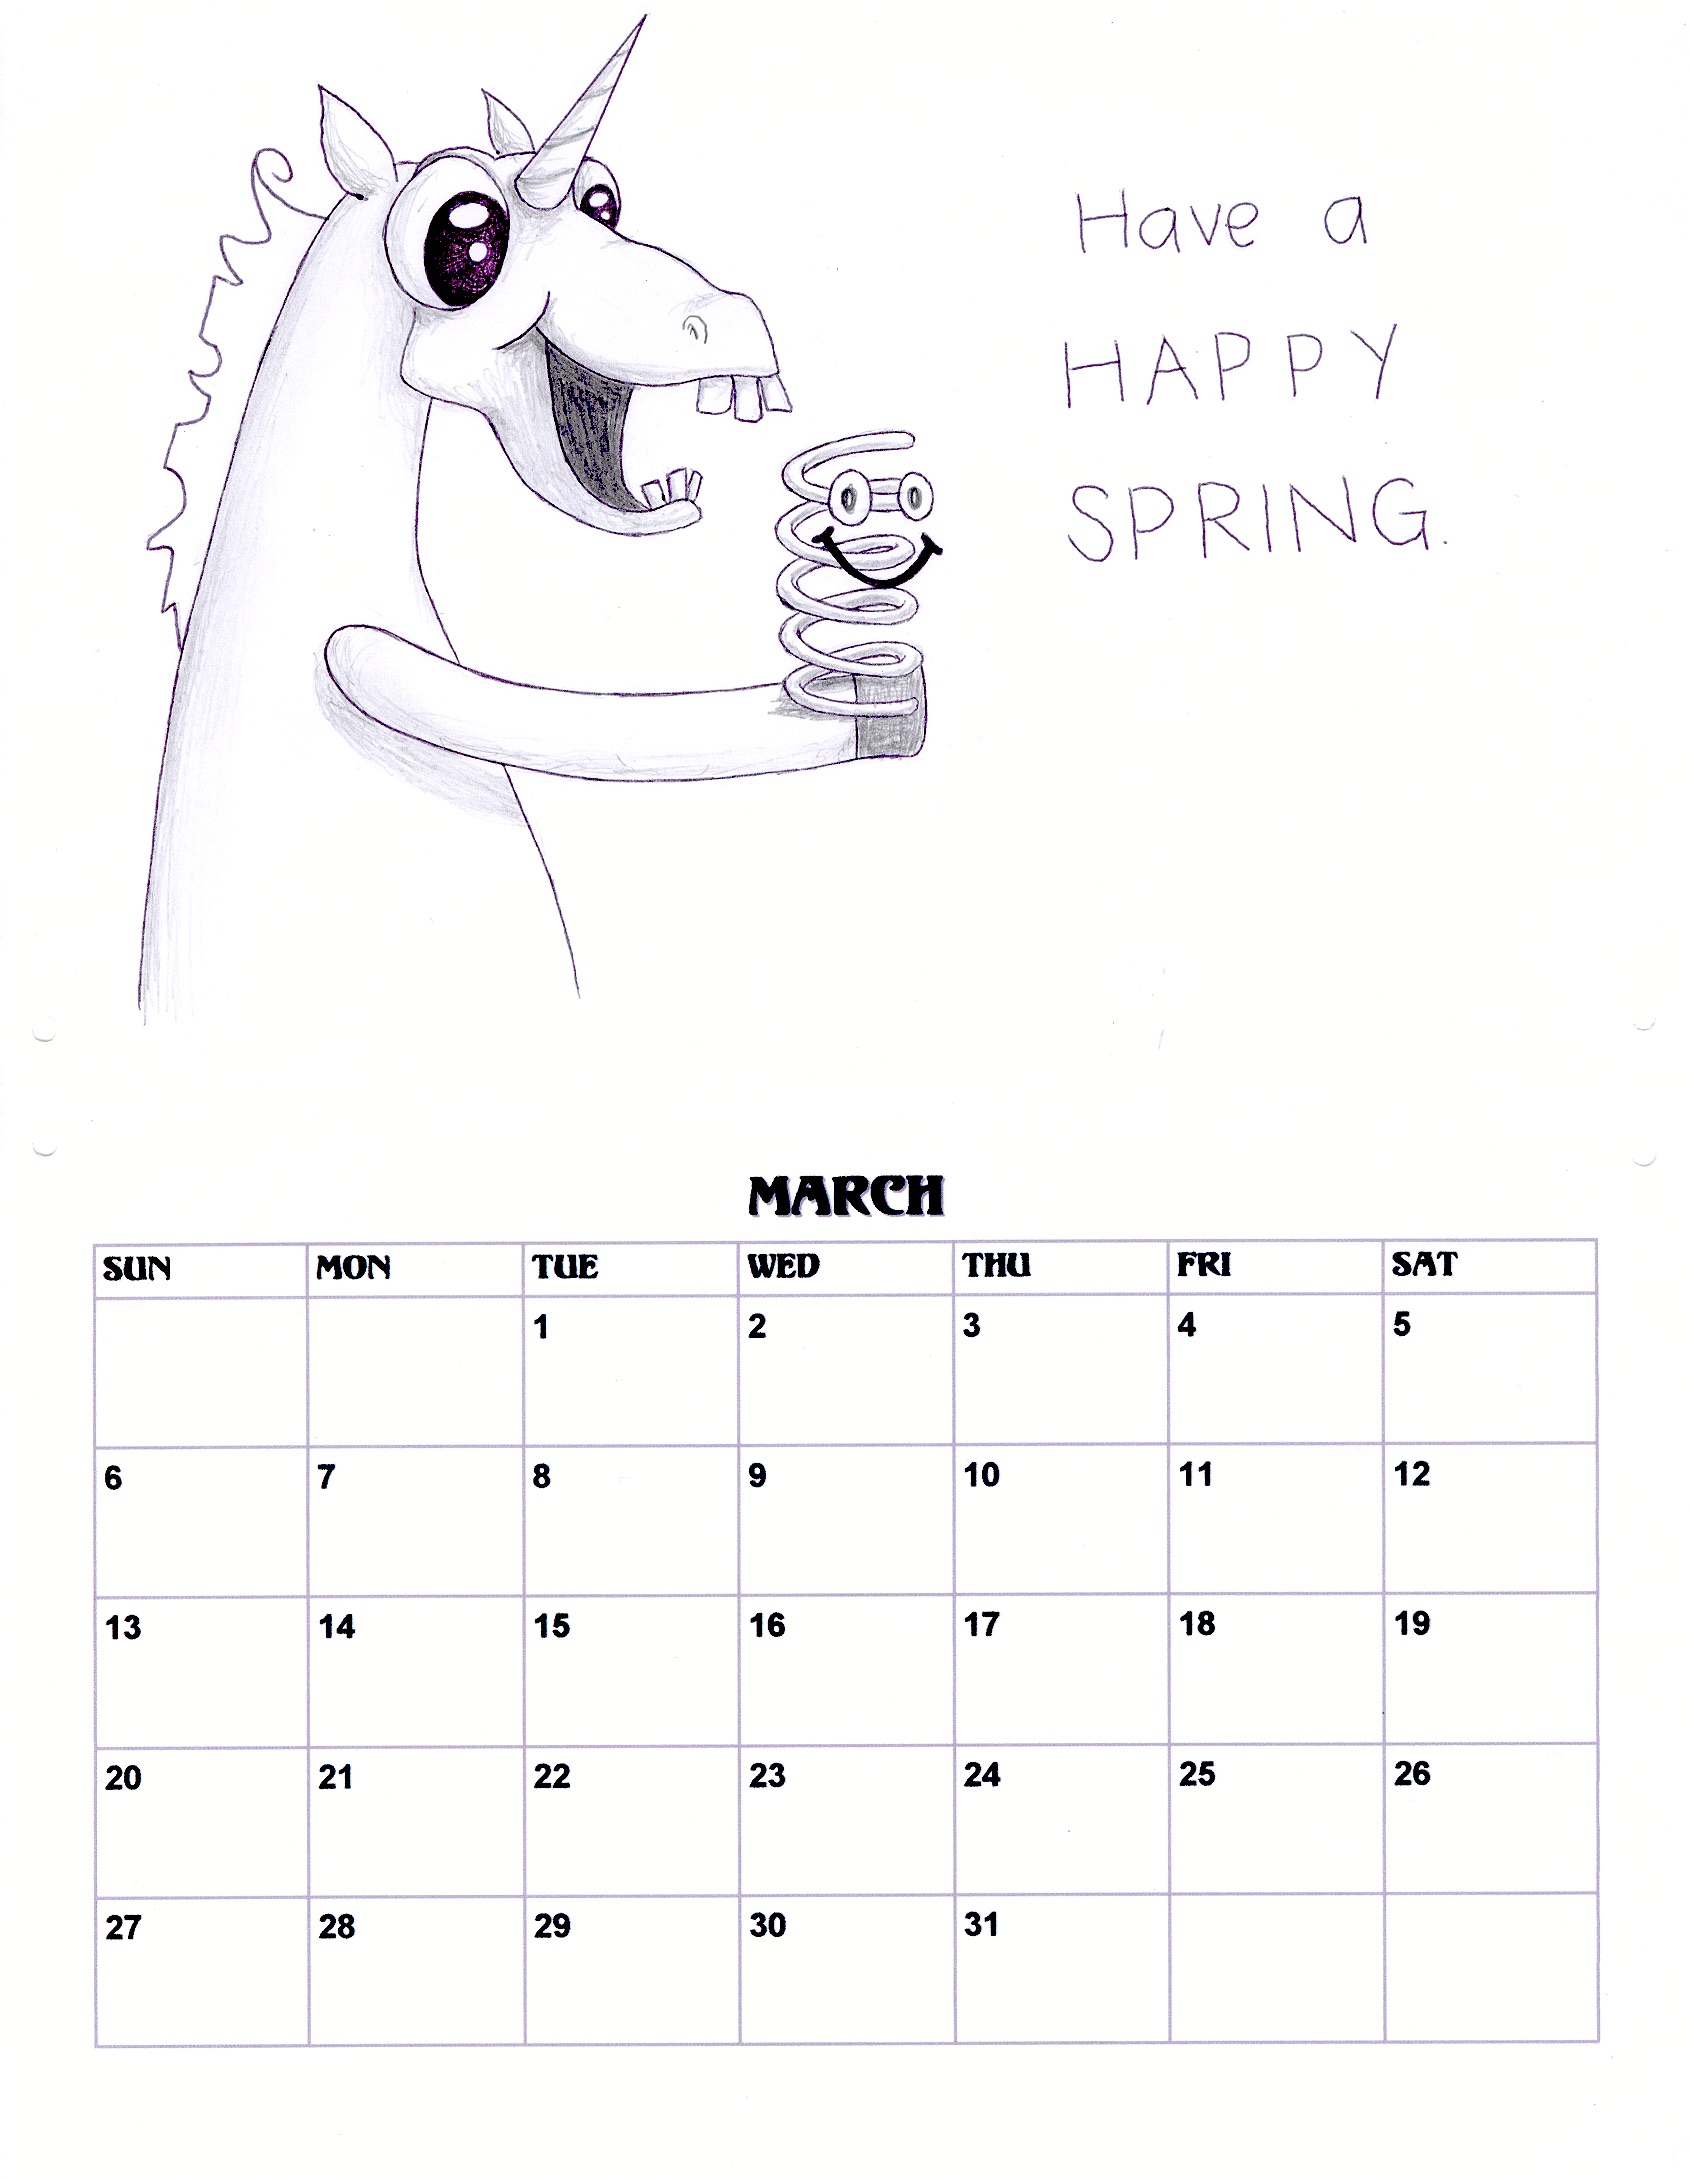 Have a
HAPPY
SPRING.
MARCH
SUN MON TUE WED THU FRI SAT
1 2 3 4 5
6 7 8 9 10 11 12
13 14 15 16 17 18 19
20 21 22 23 24 25 26
27 28 29 30 31